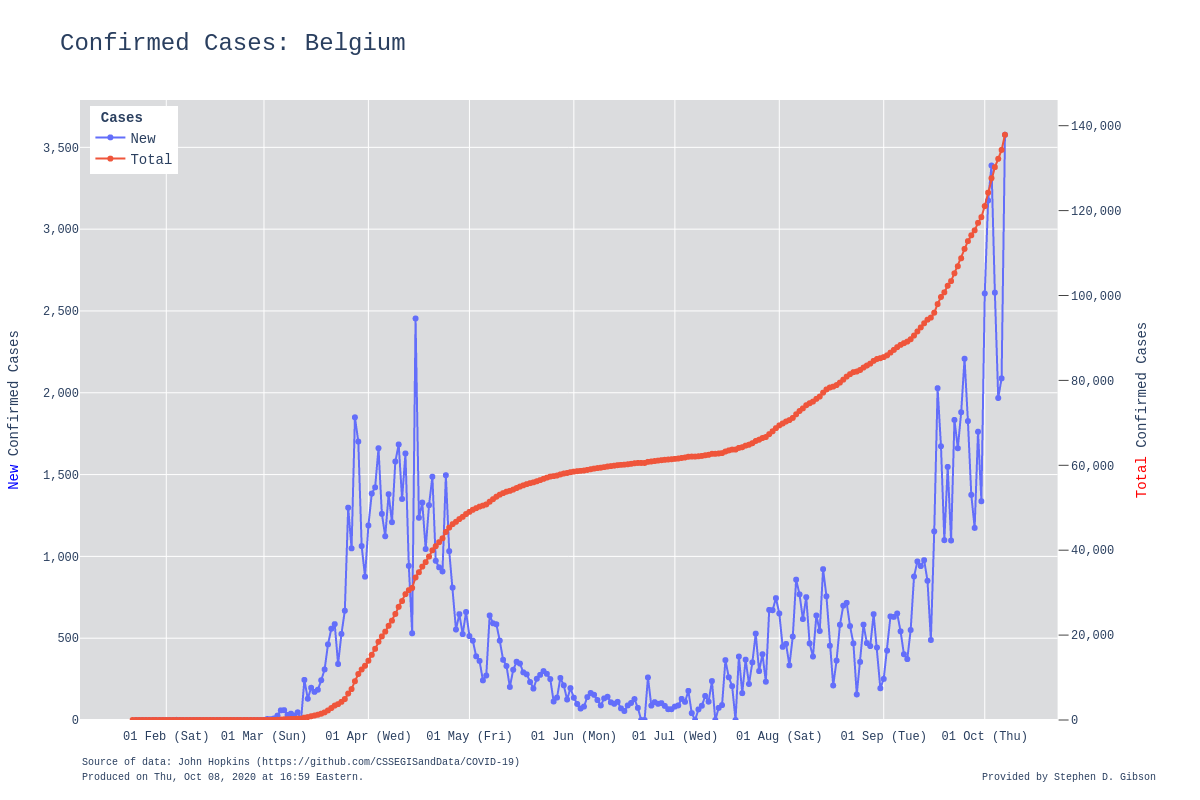 Confirmed Cases: Belgium
Cases
New
Total
3,500
3,000
2,500
2,000
1,500
1,000
500
0
New Confirmed Cases
140,000
120,000
100,000
80,000
60,000
40,000
20,000
0
Total Confirmed Cases
01 Feb (Sat) 01 Mar (Sun) 01 Apr (Wed) 01 May (Fri) 01 Jun (Mon) 01 Jul (Wed) 01 Aug (Sat) 01 Sep (Tue) 01 Oct (Thu)
Source of data: John Hopkins (https://github.com/CSSEGISandData/COVID-19)
Produced on Thu, Oct 08, 2020 at 16:59 Eastern.
Provided by Stephen D. Gibson